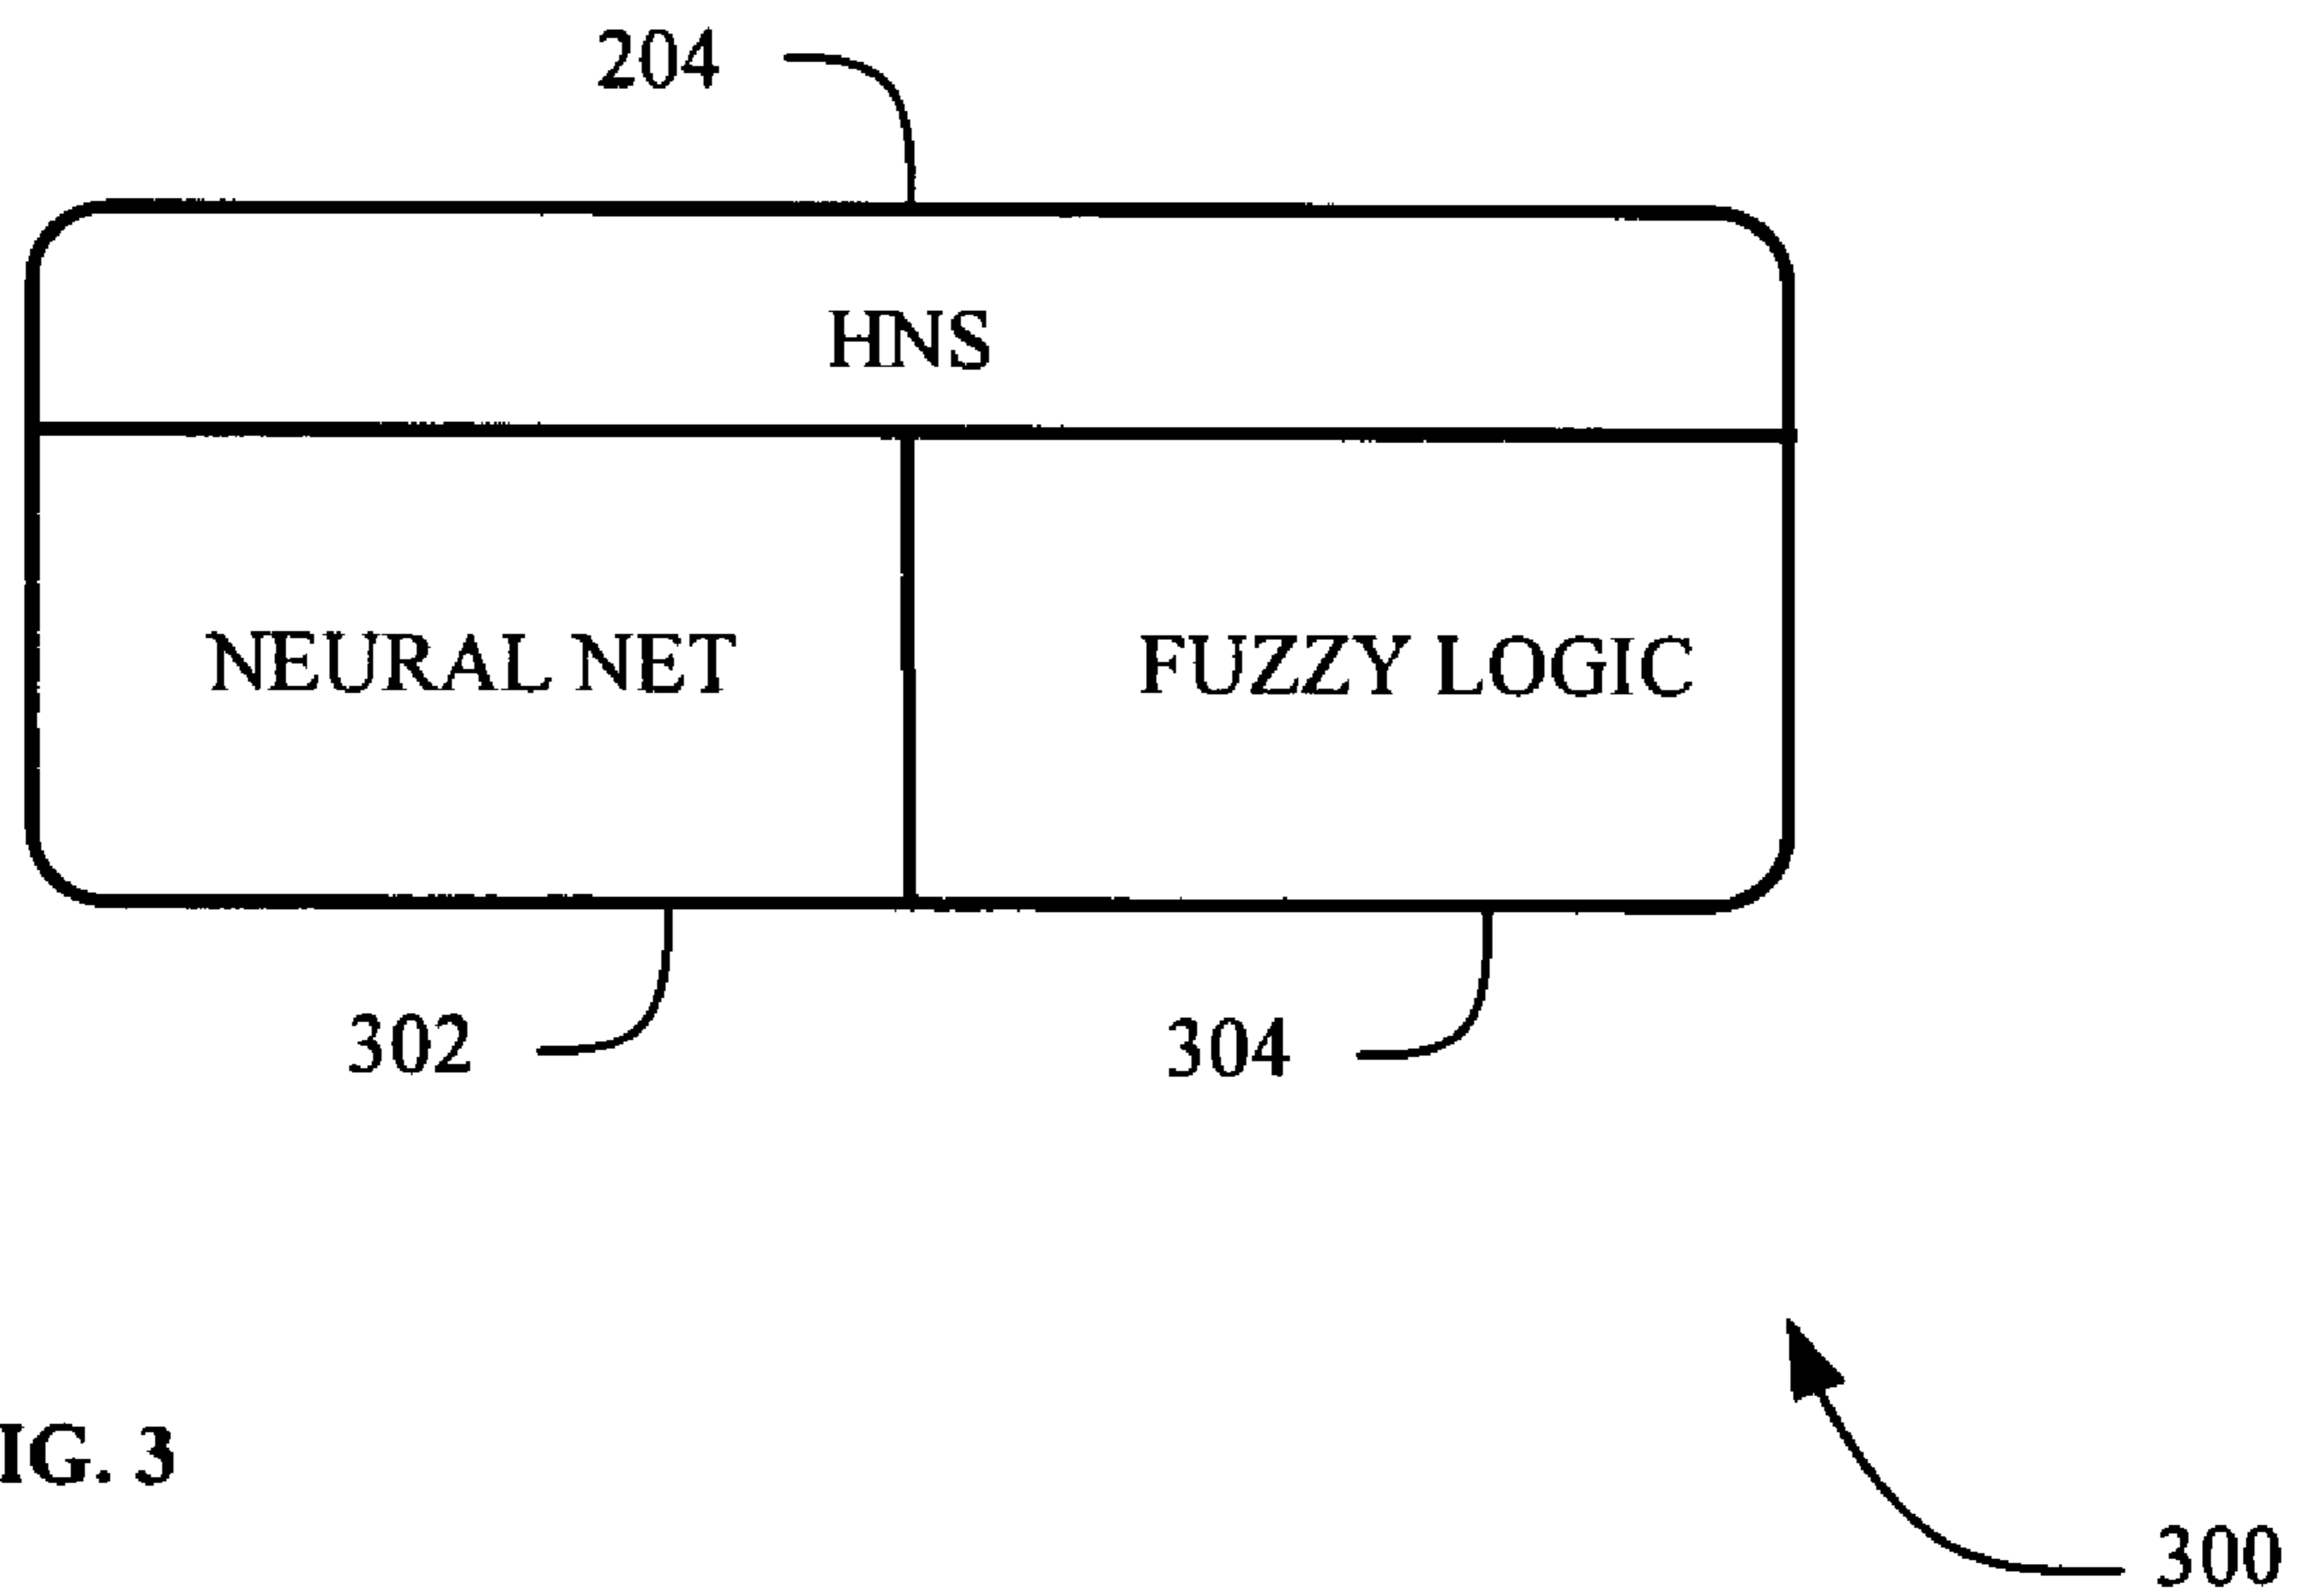 204
HNS
NEURAL NET FUZZY LOGIC
302 304
IG. 3
300